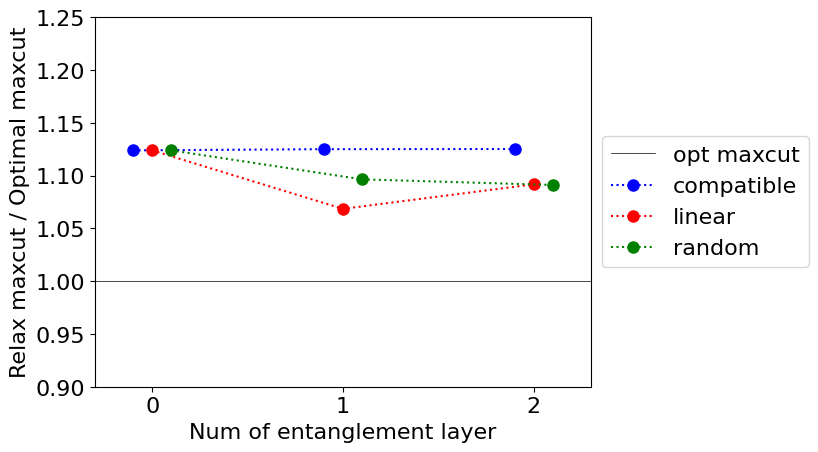 Relax maxcut / Optimal maxcut
1.25
1.20
1.15
1.10
1.05
1.00
0.95
0.90
0
1
2
Num of entanglement layer
opt maxcut
compatible
linear
random